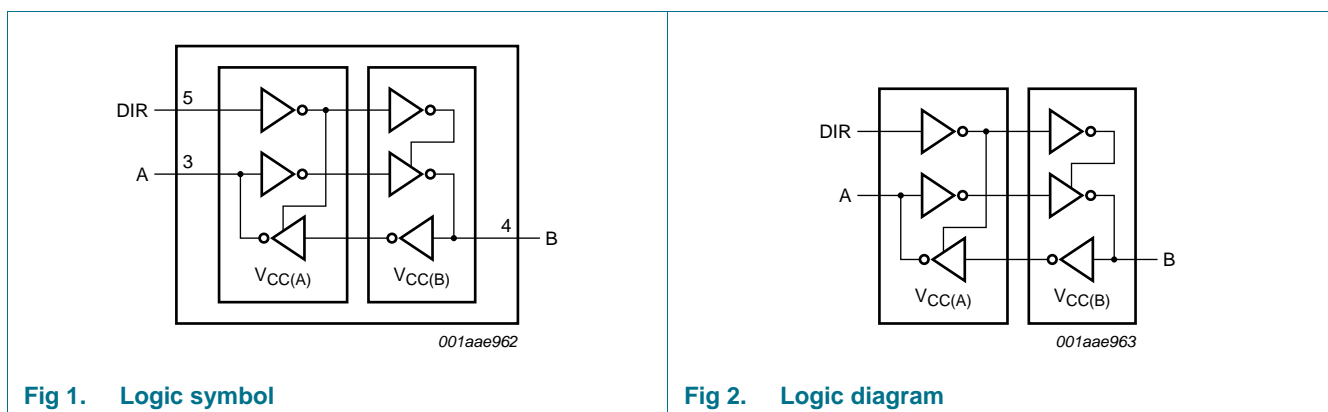 DIR
5
A
3
4
B
VCC(A)
VCC(B)
001aae962
Fig 1. Logic symbol
DIR
A
B
VCC(A)
VCC(B)
001aae963
Fig 2. Logic diagram